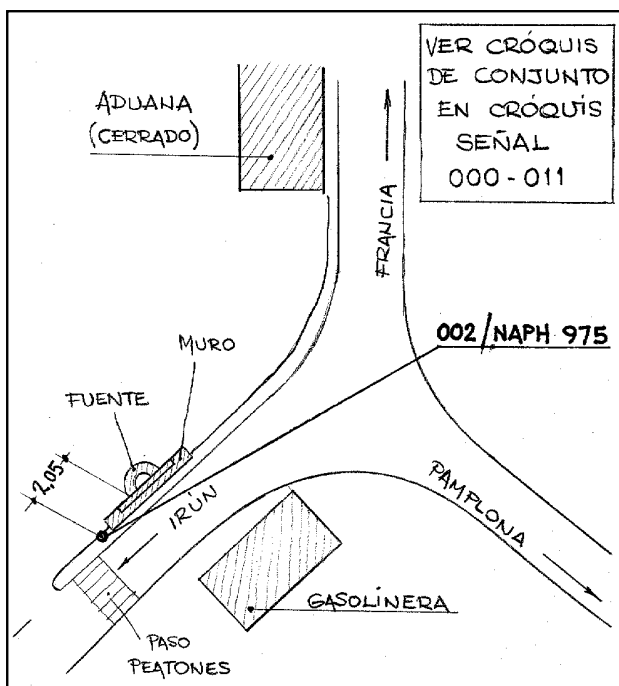 VER CRÓQUIS
DE CONJUNTO
EN CRÓQUIS
SEÑAL
000-011
ADUANA
(CERRADO)
FRANCIA
002/NAPH 975
MURO
FUENTE
2,05
IRÚN
PAMPLONA
GASOLINERA
PASO
PEATONES